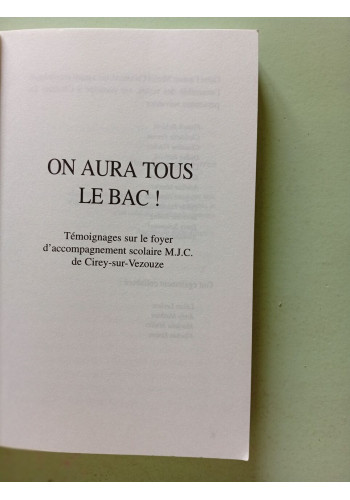 ON AURA TOUS
LE BAC !
Témoignages sur le foyer
d'accompagnement scolaire M.J.C.
de Cirey-sur-Vezouze